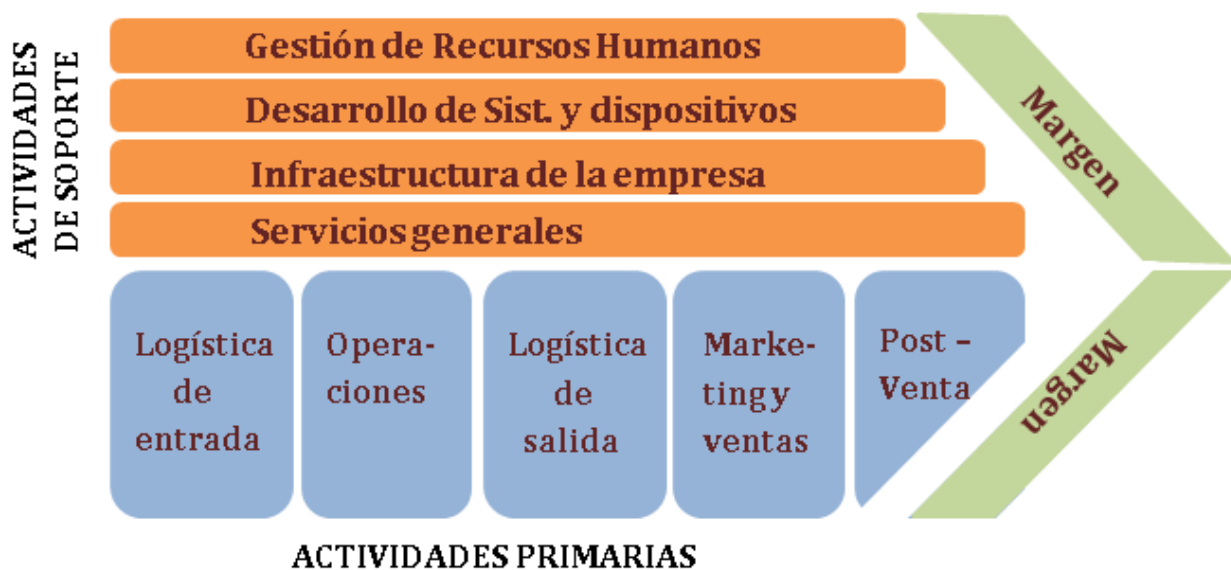 ACTIVIDADES
DE SOPORTE
Gestión de Recursos Humanos
Desarrollo de Sist. y dispositivos
Infraestructura de la empresa
Servicios generales
Margen
Logística
de
entrada
Opera-
ciones
Logística
de
salida
Marke-
ting y
ventas
Post –
Venta
Margen
ACTIVIDADES PRIMARIAS